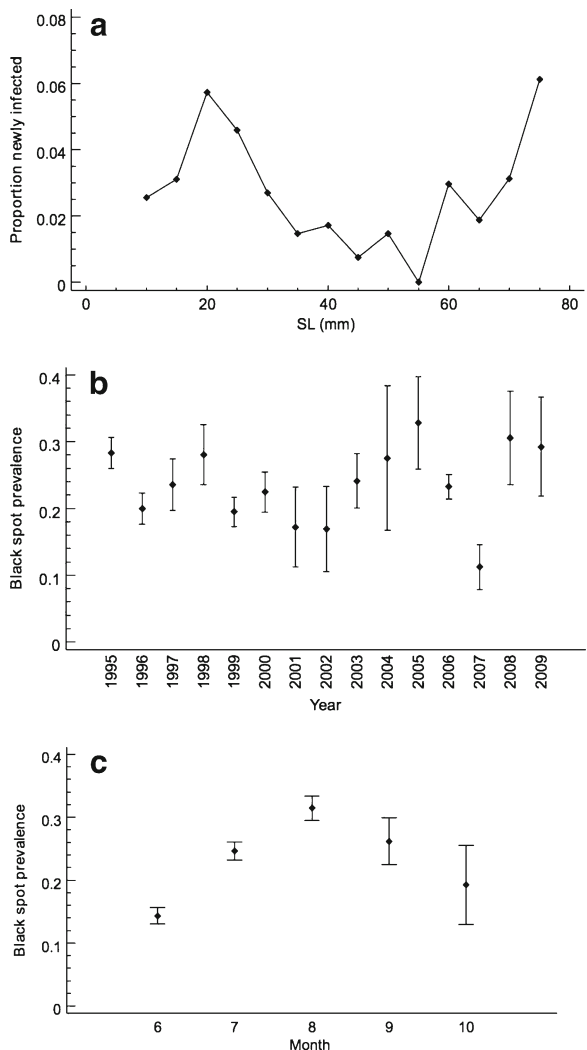 a
Proportion newly infected
0.08
0.06
0.04
0.02
0
0 20 40 60 80
SL (mm)
b
Black spot prevalence
0.4
0.3
0.2
0.1
0
1995 1996 1997 1998 1999 2000 2001 2002 2003 2004 2005 2006 2007 2008 2009
Year
c
Black spot prevalence
0.4
0.3
0.2
0.1
0
6 7 8 9 10
Month